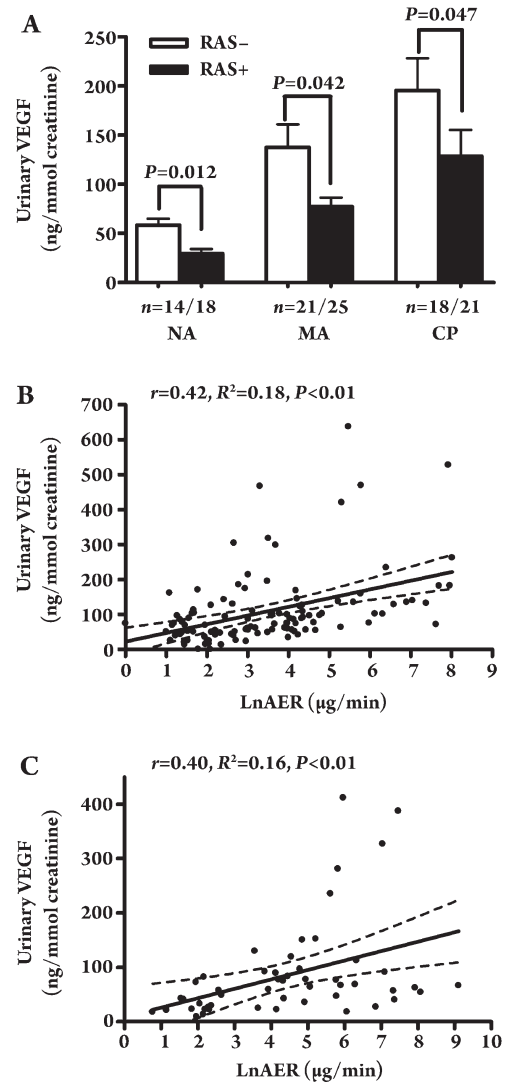 A
P=0.047
250
RAS−
RAS+
200
P=0.042
150
P=0.012
100
50
0
Urinary VEGF
(ng/mmol creatinine)
n=14/18
n=21/25
n=18/21
NA
MA
CP
B
r=0.42, R²=0.18, P<0.01
700
600
500
400
300
200
100
0
Urinary VEGF
(ng/mmol creatinine)
0 1 2 3 4 5 6 7 8 9
LnAER (μg/min)
C
r=0.40, R²=0.16, P<0.01
400
300
200
100
0
Urinary VEGF
(ng/mmol creatinine)
0 1 2 3 4 5 6 7 8 9 10
LnAER (μg/min)